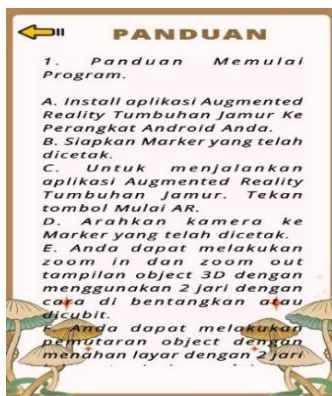 PANDUAN
1. Panduan Memulai
Program.
A. Install aplikasi Augmented
Reality Tumbuhan Jamur Ke
Perangkat Android Anda.
B. Siapkan Marker yang telah
dicetak.
C. Untuk menjalankan
aplikasi Augmented Reality
Tumbuhan Jamur. Tekan
tombol Mulai AR.
D. Arahkan kamera ke
Marker yang telah dicetak.
E. Anda dapat melakukan
zoom in dan zoom out
tampilan object 3D dengan
menggunakan 2 jari dengan
cara di bentangkan atau
dicubit.
F. Anda dapat melakukan
pemutaran object dengan
menahan layar dengan 2 jari